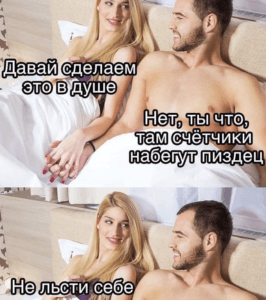 Давай сделаем
это в душе
Нет, ты что,
там счётчики
набегут пиздец
Не льсти себе